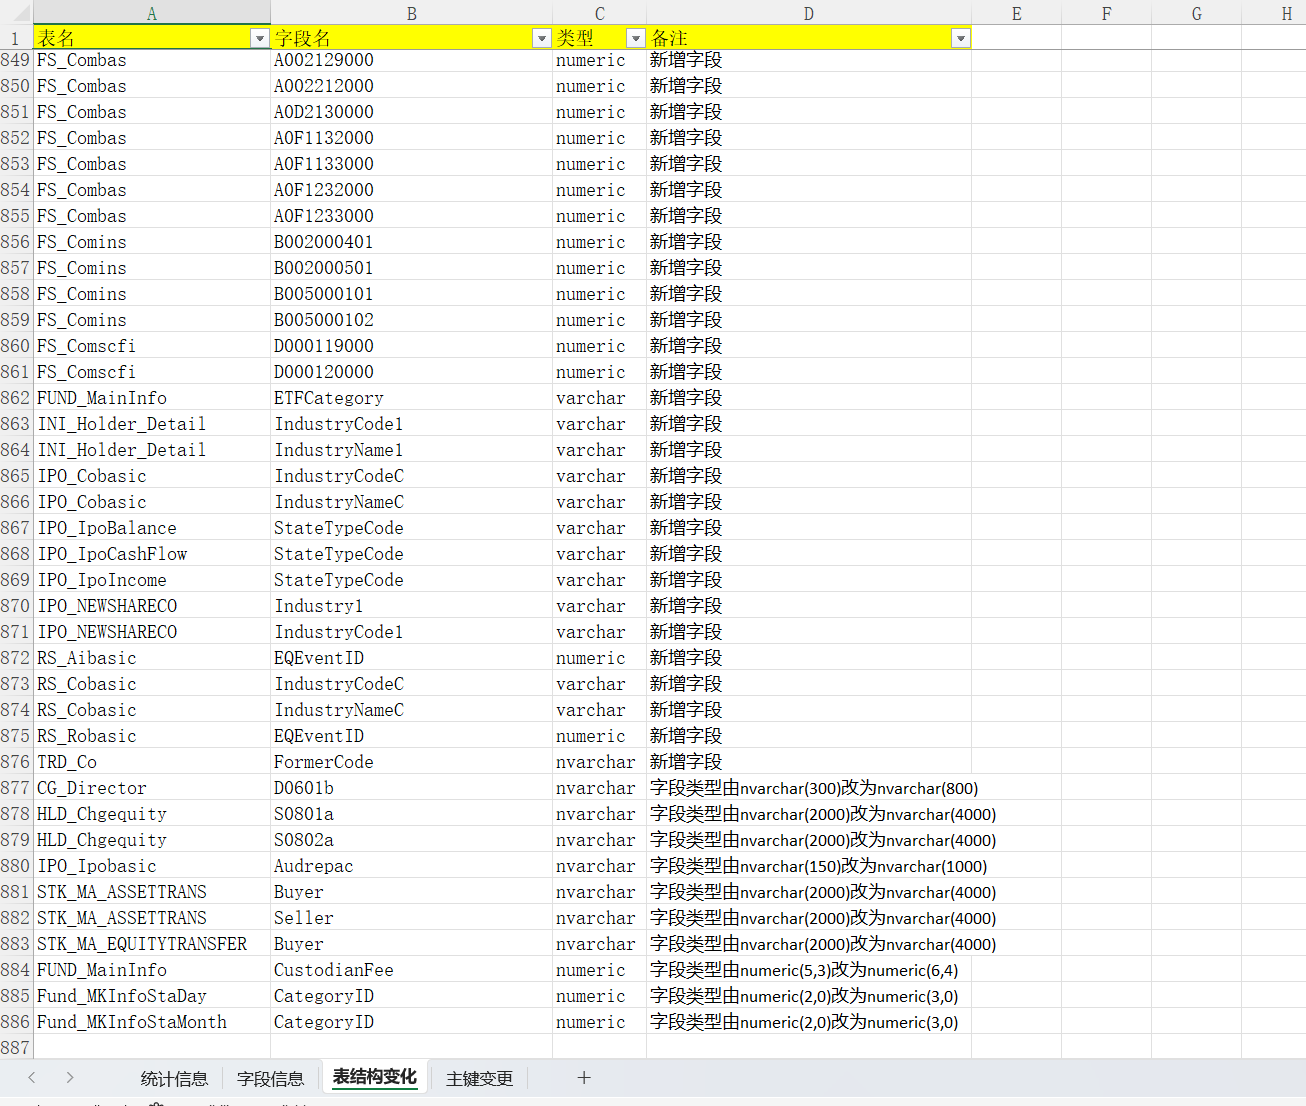 A B C D E F G H
1 表名 字段名 类型 备注
849 FS_Combas A002129000 numeric 新增字段
850 FS_Combas A002212000 numeric 新增字段
851 FS_Combas A0D2130000 numeric 新增字段
852 FS_Combas A0F1132000 numeric 新增字段
853 FS_Combas A0F1133000 numeric 新增字段
854 FS_Combas A0F1232000 numeric 新增字段
855 FS_Combas A0F1233000 numeric 新增字段
856 FS_Comins B002000401 numeric 新增字段
857 FS_Comins B002000501 numeric 新增字段
858 FS_Comins B005000101 numeric 新增字段
859 FS_Comins B005000102 numeric 新增字段
860 FS_Comscfi D000119000 numeric 新增字段
861 FS_Comscfi D000120000 numeric 新增字段
862 FUND_MainInfo ETFCategory varchar 新增字段
863 INI_Holder_Detail IndustryCode1 varchar 新增字段
864 INI_Holder_Detail IndustryName1 varchar 新增字段
865 IPO_Cobasic IndustryCodeC varchar 新增字段
866 IPO_Cobasic IndustryNameC varchar 新增字段
867 IPO_IpoBalance StateTypeCode varchar 新增字段
868 IPO_IpoCashFlow StateTypeCode varchar 新增字段
869 IPO_IpoIncome StateTypeCode varchar 新增字段
870 IPO_NEWSHARECO Industry1 varchar 新增字段
871 IPO_NEWSHARECO IndustryCode1 varchar 新增字段
872 RS_Aibasic EQEventID numeric 新增字段
873 RS_Cobasic IndustryCodeC varchar 新增字段
874 RS_Cobasic IndustryNameC varchar 新增字段
875 RS_Robasic EQEventID numeric 新增字段
876 TRD_Co FormerCode nvarchar 新增字段
877 CG_Director D0601b nvarchar 字段类型由nvarchar(300)改为nvarchar(800)
878 HLD_Chgequity S0801a nvarchar 字段类型由nvarchar(2000)改为nvarchar(4000)
879 HLD_Chgequity S0802a nvarchar 字段类型由nvarchar(2000)改为nvarchar(4000)
880 IPO_Ipobasic Audrepac nvarchar 字段类型由nvarchar(150)改为nvarchar(1000)
881 STK_MA_ASSETTRANS Buyer nvarchar 字段类型由nvarchar(2000)改为nvarchar(4000)
882 STK_MA_ASSETTRANS Seller nvarchar 字段类型由nvarchar(2000)改为nvarchar(4000)
883 STK_MA_EQUITYTRANSFER Buyer nvarchar 字段类型由nvarchar(2000)改为nvarchar(4000)
884 FUND_MainInfo CustodianFee numeric 字段类型由numeric(5,3)改为numeric(6,4)
885 Fund_MKInfoStaDay CategoryID numeric 字段类型由numeric(2,0)改为numeric(3,0)
886 Fund_MKInfoStaMonth CategoryID numeric 字段类型由numeric(2,0)改为numeric(3,0)
887
统计信息 字段信息 表结构变化 主键变更